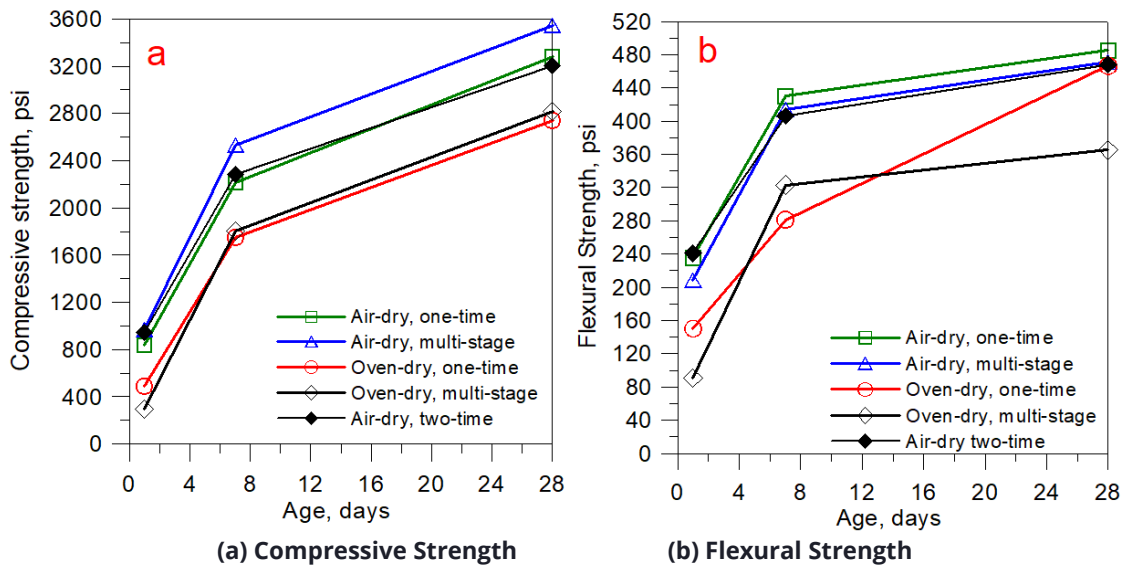 a
Compressive strength, psi
3600
3200
2800
2400
2000
1600
1200
800
400
0
Air-dry, one-time
Air-dry, multi-stage
Oven-dry, one-time
Oven-dry, multi-stage
Air-dry, two-time
0 4 8 12 16 20 24 28
Age, days
(a) Compressive Strength
b
Flexural Strength, psi
520
480
440
400
360
320
280
240
200
160
120
80
40
0
Air-dry, one-time
Air-dry, multi-stage
Oven-dry, one-time
Oven-dry, multi-stage
Air-dry two-time
0 4 8 12 16 20 24 28
Age, days
(b) Flexural Strength